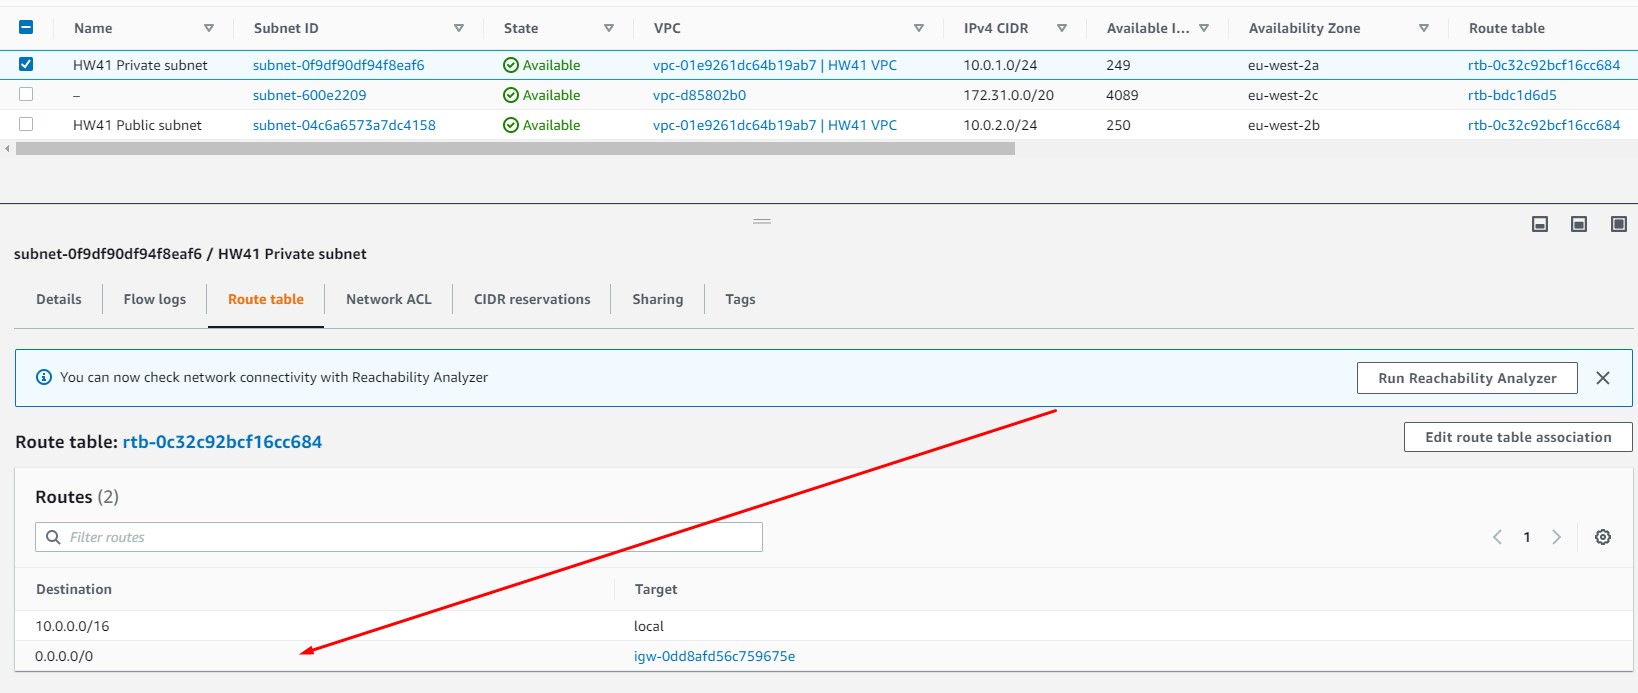 Name Subnet ID State VPC IPv4 CIDR Available I... Availability Zone Route table
HW41 Private subnet subnet-0f9df90df94f8eaf6 Available vpc-01e9261dc64b19ab7 | HW41 VPC 10.0.1.0/24 249 eu-west-2a rtb-0c32c92bcf16cc684
– subnet-600e2209 Available vpc-d85802b0 172.31.0.0/20 4089 eu-west-2c rtb-bdc1d6d5
HW41 Public subnet subnet-04c6a6573a7dc4158 Available vpc-01e9261dc64b19ab7 | HW41 VPC 10.0.2.0/24 250 eu-west-2b rtb-0c32c92bcf16cc684
subnet-0f9df90df94f8eaf6 / HW41 Private subnet
Details Flow logs Route table Network ACL CIDR reservations Sharing Tags
You can now check network connectivity with Reachability Analyzer Run Reachability Analyzer
Route table: rtb-0c32c92bcf16cc684 Edit route table association
Routes (2)
Filter routes 1
Destination Target
10.0.0.0/16 local
0.0.0.0/0 igw-0dd8afd56c759675e